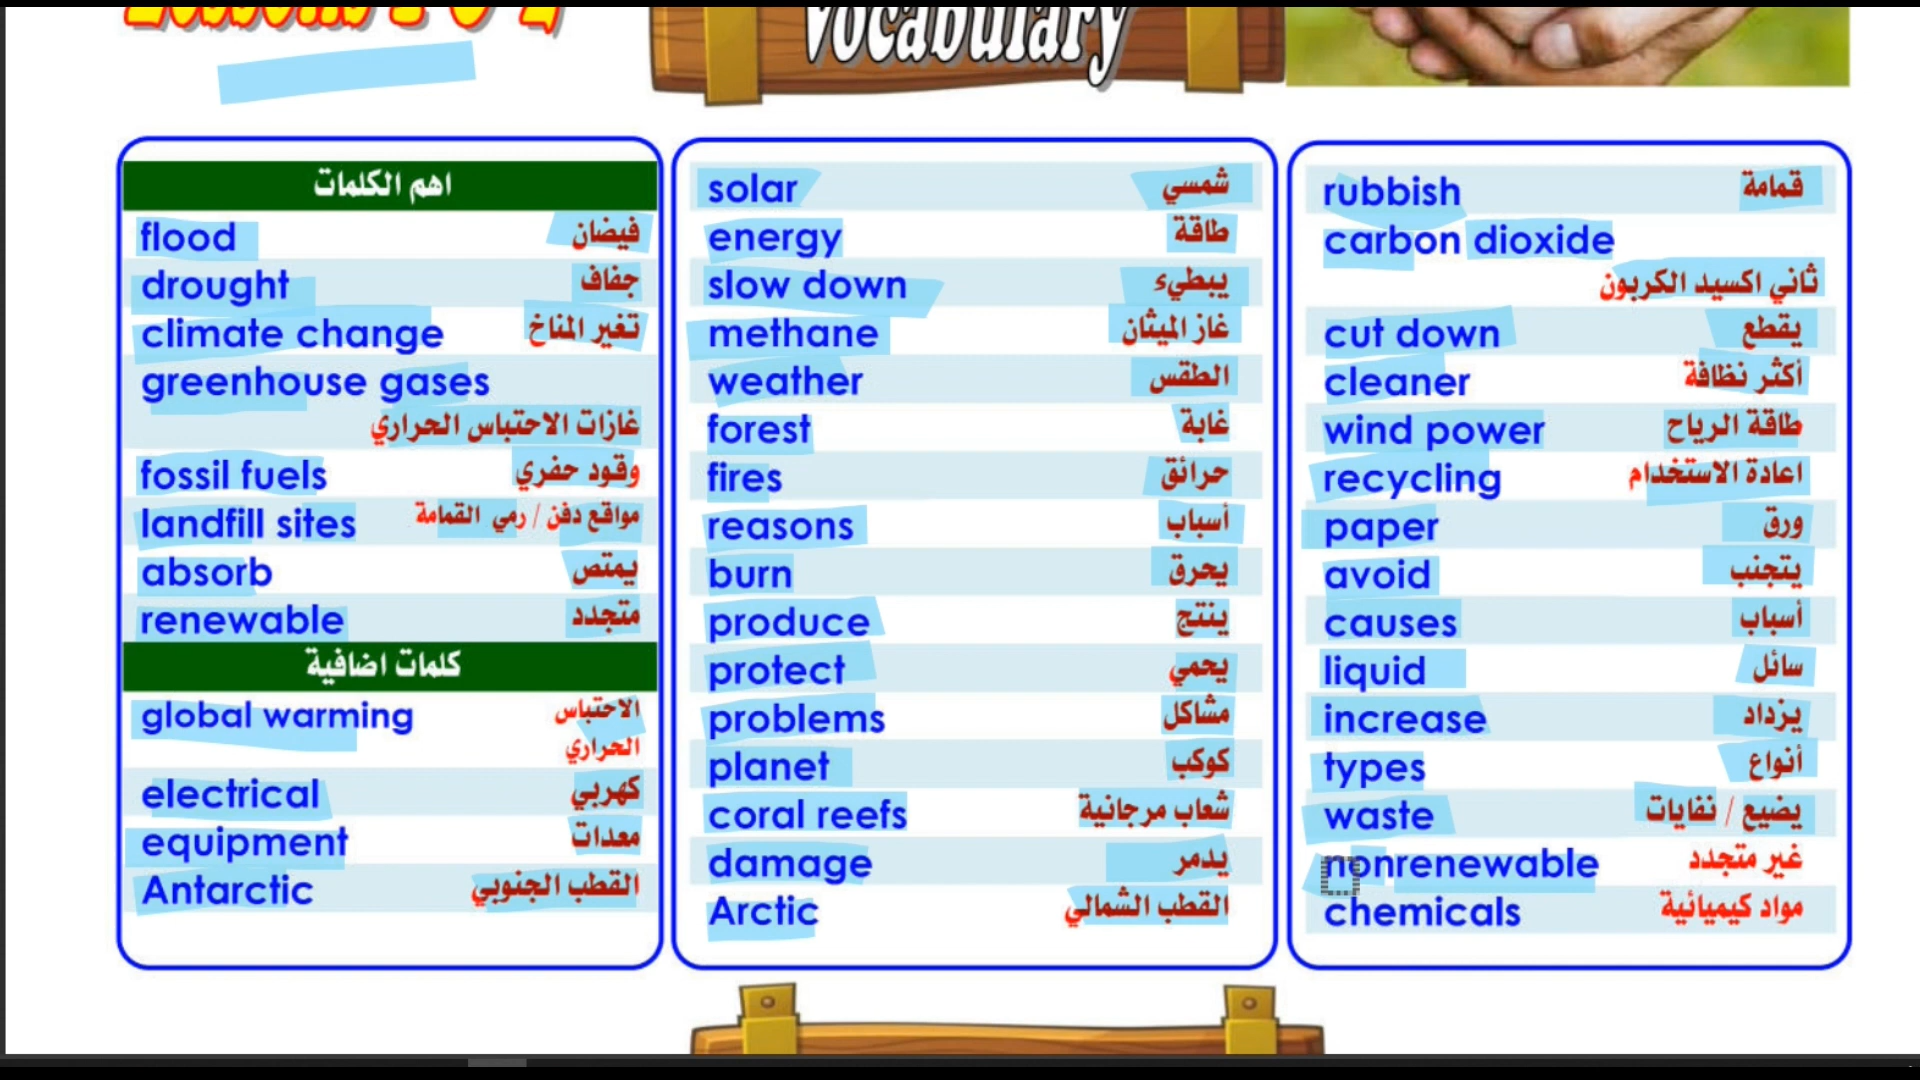 Vocabulary
اهم الكلمات
flood فيضان
drought جفاف
climate change تغير المناخ
greenhouse gases
غازات الاحتباس الحراري
fossil fuels وقود حفري
landfill sites مواقع دفن / رمي القمامة
absorb يمتص
renewable متجدد
كلمات اضافية
global warming الاحتباس
الحراري
electrical كهربي
equipment معدات
Antarctic القطب الجنوبي
solar شمسي
energy طاقة
slow down يبطيء
methane غاز الميثان
weather الطقس
forest غابة
fires حرائق
reasons أسباب
burn يحرق
produce ينتج
protect يحمي
problems مشاكل
planet كوكب
coral reefs شعاب مرجانية
damage يدمر
Arctic القطب الشمالي
rubbish قمامة
carbon dioxide
ثاني اكسيد الكربون
cut down يقطع
cleaner أكثر نظافة
wind power طاقة الرياح
recycling اعادة الاستخدام
paper ورق
avoid يتجنب
causes أسباب
liquid سائل
increase يزداد
types أنواع
waste يضيع / نفايات
nonrenewable غير متجدد
chemicals مواد كيميائية